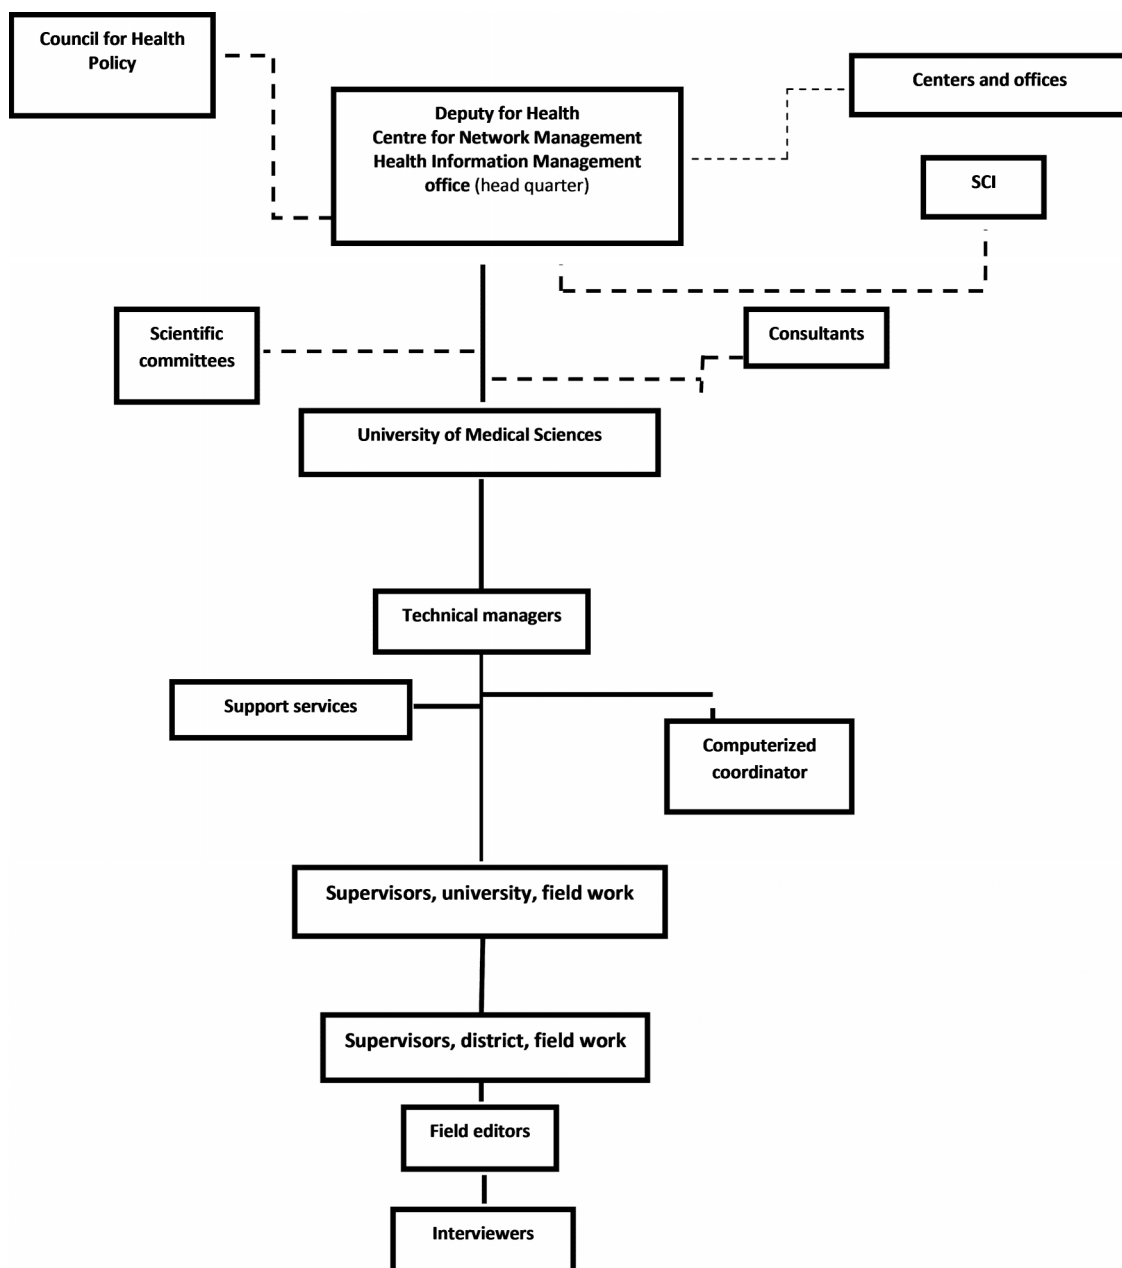 Council for Health
Policy
Centers and offices
Deputy for Health
Centre for Network Management
Health Information Management
office (head quarter)
SCI
Scientific
committees
Consultants
University of Medical Sciences
Technical managers
Support services
Computerized
coordinator
Supervisors, university, field work
Supervisors, district, field work
Field editors
Interviewers